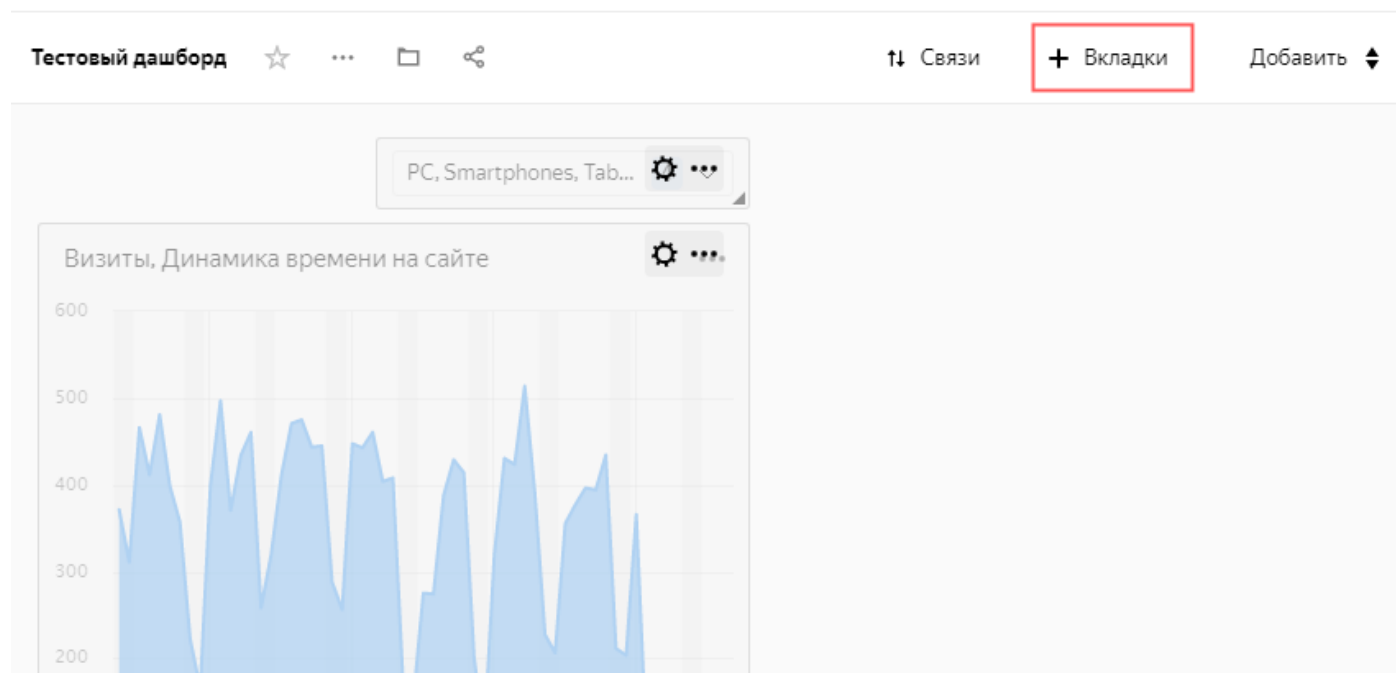 Тестовый дашборд Связи Вкладки Добавить
PC, Smartphones, Tab...
Визиты, Динамика времени на сайте
600
500
400
300
200